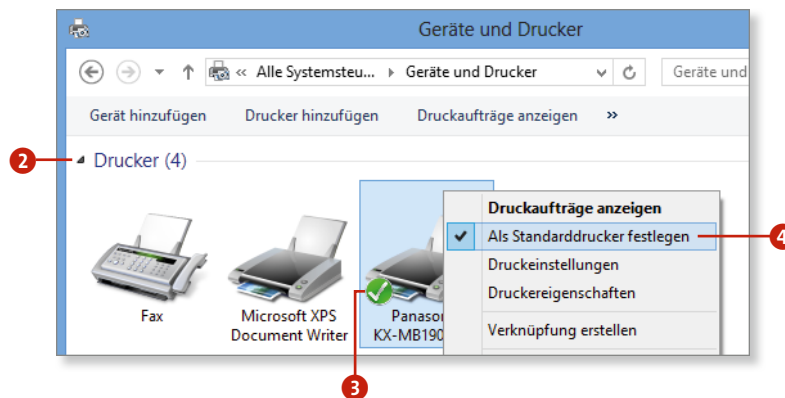 Geräte und Drucker
« Alle Systemsteu... ▸ Geräte und Drucker
Geräte und
Gerät hinzufügen Drucker hinzufügen Druckaufträge anzeigen »
2
Drucker (4)
Druckaufträge anzeigen
Als Standarddrucker festlegen
4
Druckeinstellungen
Druckereigenschaften
Verknüpfung erstellen
Fax
Microsoft XPS
Document Writer
Panaso
KX-MB190
3